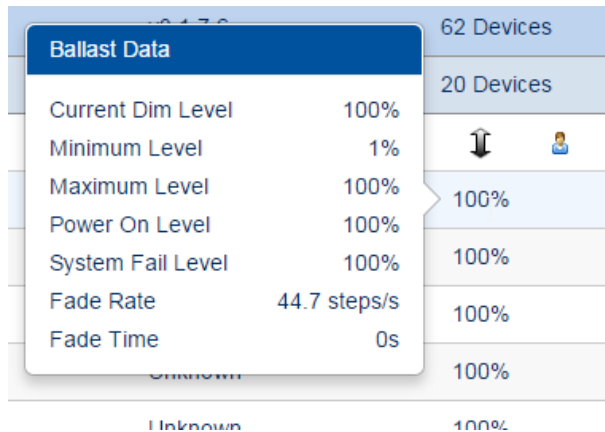 62 Devices
Ballast Data
20 Devices
Current Dim Level 100%
Minimum Level 1%
Maximum Level 100%
100%
Power On Level 100%
System Fail Level 100%
100%
Fade Rate 44.7 steps/s
100%
Fade Time 0s
Unknown 100%
Unknown 100%